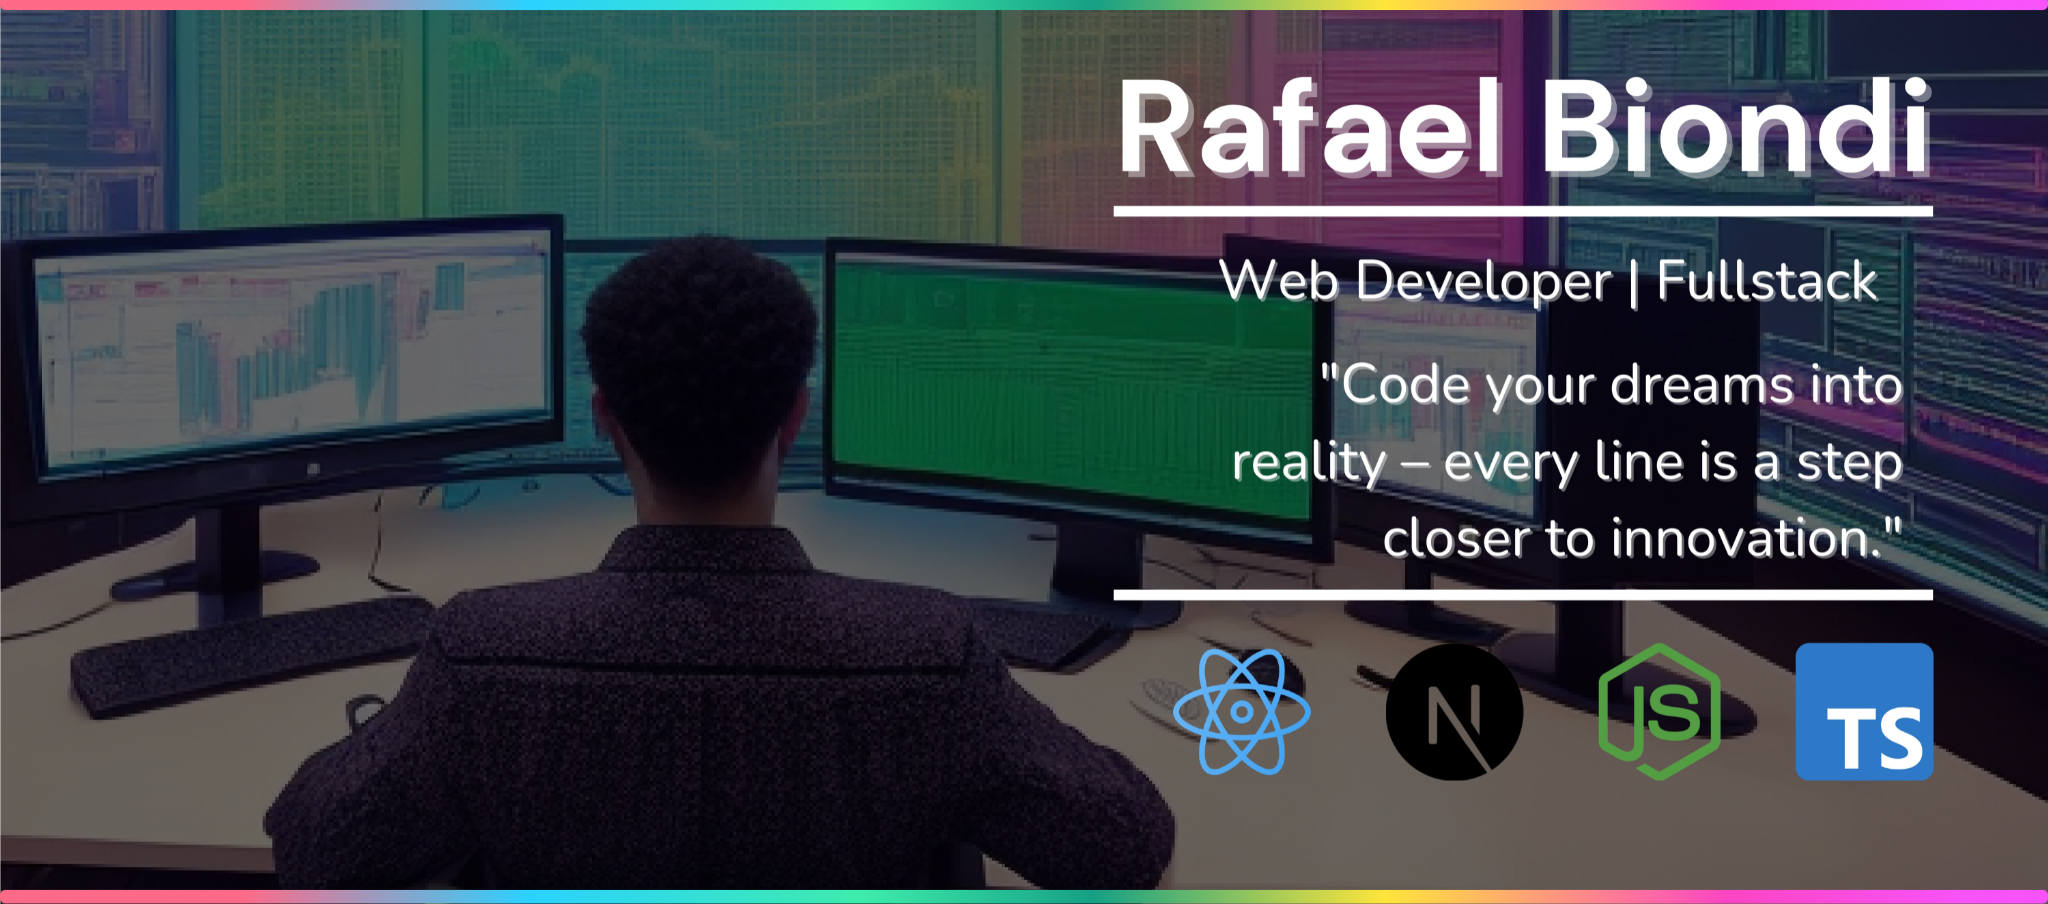 Rafael Biondi
Web Developer | Fullstack
"Code your dreams into
reality – every line is a step
closer to innovation."
N
JS
TS